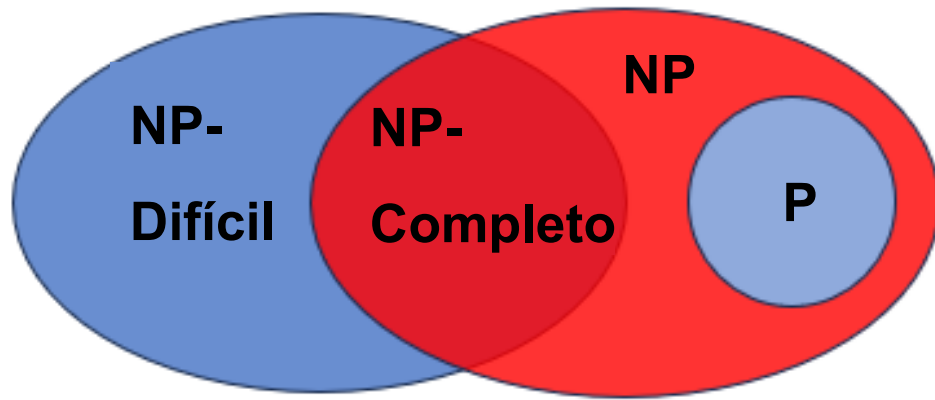 NP-
Difícil
NP-
Completo
NP
P